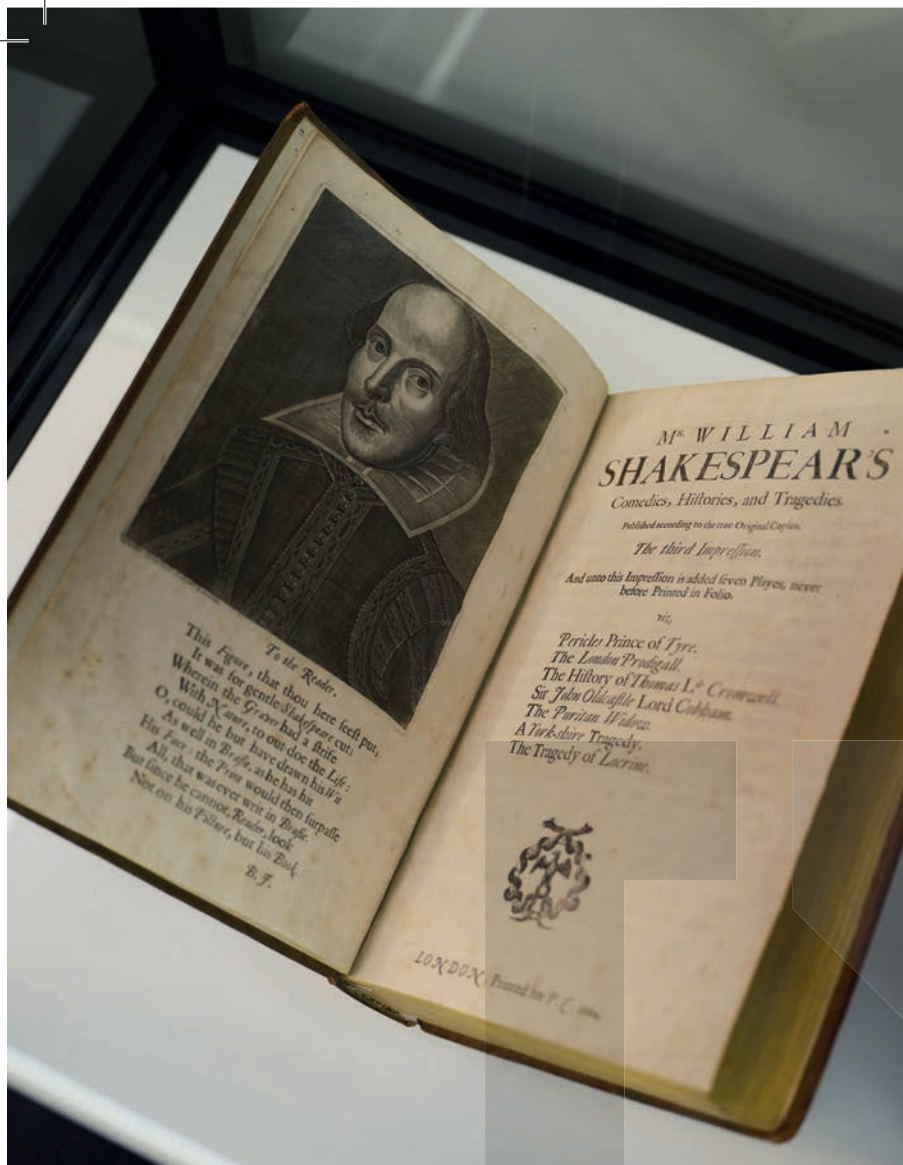 To the Reader,
This Figure, that thou here seeſt put,
It was for gentle Shakeſpeare cut,
Wherein the Graver had a ſtrife
With Nature, to out doe the Life:
O, could he but have drawn his Wit
As well in Braſſe, as he has hit
His Face; the Print would then ſurpaſſe
All, that was ever writ in Braſſe.
But ſince he cannot, Reader, look
Not on his Picture, but his Book.
B. J.
Mr. WILLIAM
SHAKESPEAR'S
Comedies, Hiſtories, and Tragedies.
Publiſhed according to the true Original Copies.
The third Impreſſion.
And unto this Impreſſion is added ſeven Playes, never
before Printed in Folio.
viz.
Pericles Prince of Tyre.
The London Prodigall.
The Hiſtory of Thomas Ld. Cromwell.
Sir John Oldcaſtle Lord Cobham.
The Puritan Widow.
A York-shire Tragedy.
The Tragedy of Locrine.
LONDON, Printed for P. C. 1664.